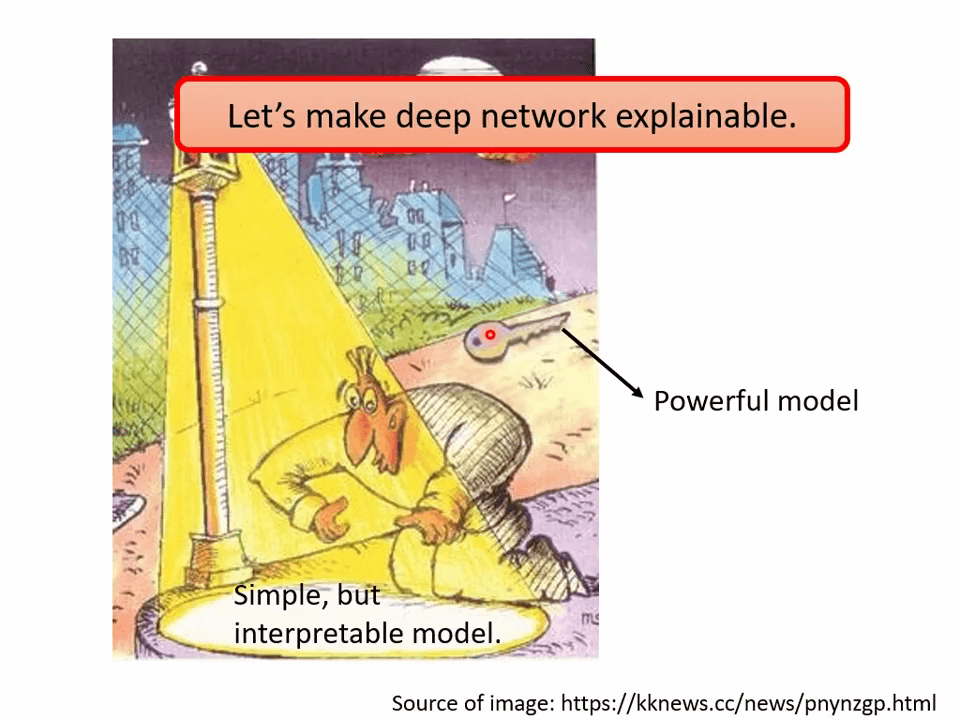 Let's make deep network explainable.
Powerful model
Simple, but
interpretable model.
Source of image: https://kknews.cc/news/pnynzgp.html